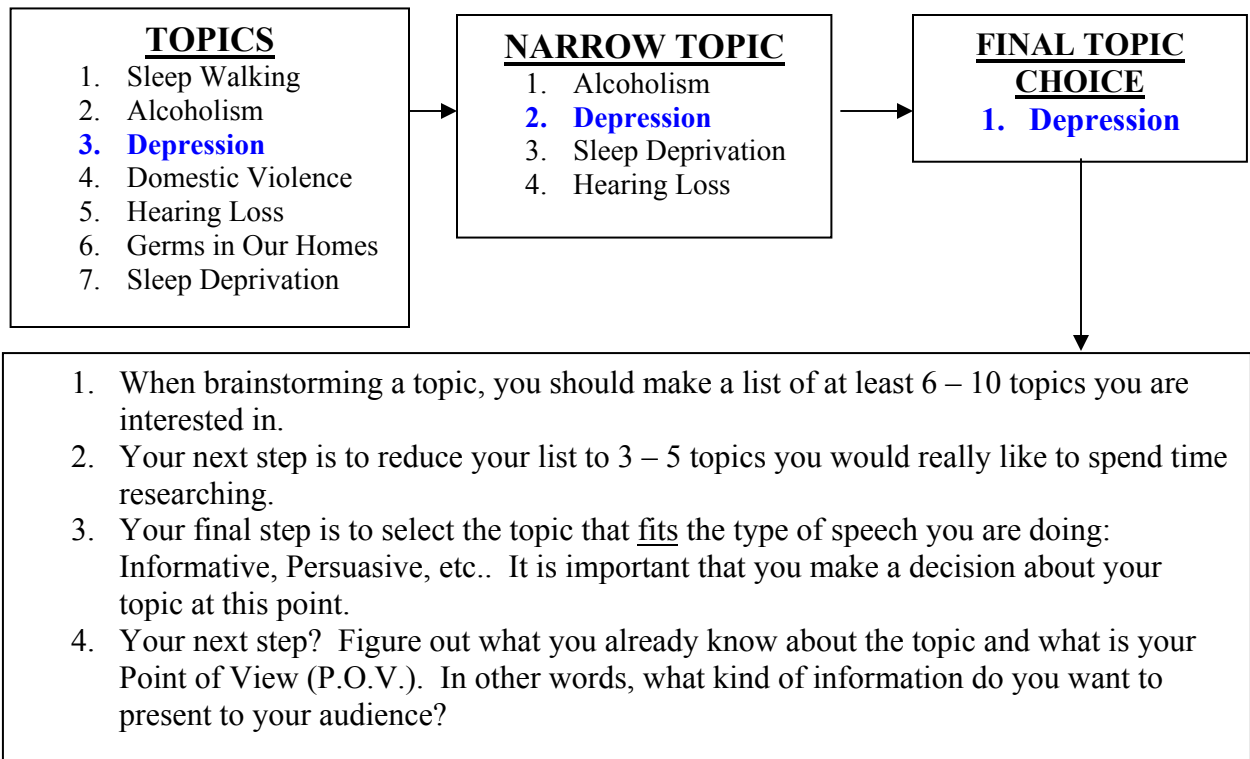 TOPICS
1. Sleep Walking
2. Alcoholism
3. Depression
4. Domestic Violence
5. Hearing Loss
6. Germs in Our Homes
7. Sleep Deprivation
NARROW TOPIC
1. Alcoholism
2. Depression
3. Sleep Deprivation
4. Hearing Loss
FINAL TOPIC
CHOICE
1. Depression
1. When brainstorming a topic, you should make a list of at least 6 – 10 topics you are
interested in.
2. Your next step is to reduce your list to 3 – 5 topics you would really like to spend time
researching.
3. Your final step is to select the topic that fits the type of speech you are doing:
Informative, Persuasive, etc.. It is important that you make a decision about your
topic at this point.
4. Your next step? Figure out what you already know about the topic and what is your
Point of View (P.O.V.). In other words, what kind of information do you want to
present to your audience?